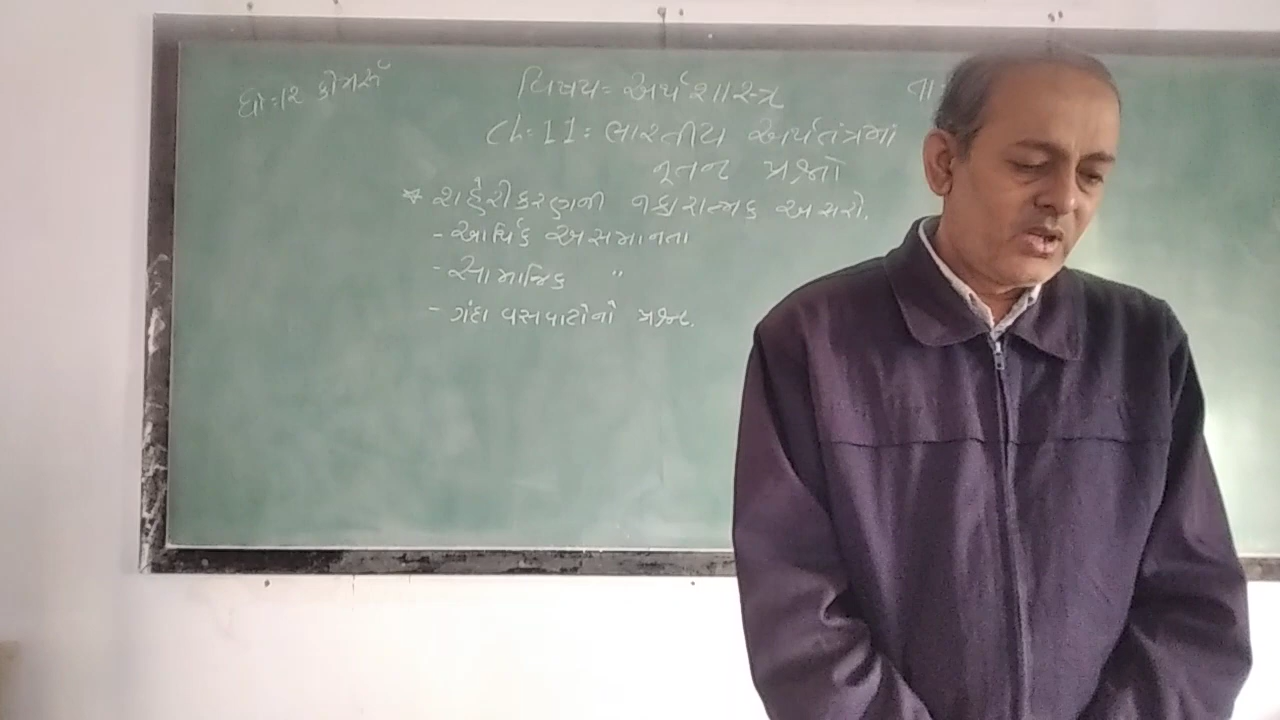 ધો-૧૨ કોમર્સ
વિષય= અર્થશાસ્ત્ર
તા:
Ch: 11: ભારતીય અર્થતંત્રમાં
નૂતન પ્રશ્નો
* શહેરીકરણની નકારાત્મક અસરો.
- આર્થિક અસમાનતા
- સામાજિક "
- ગંદા વસવાટોનો પ્રશ્ન.